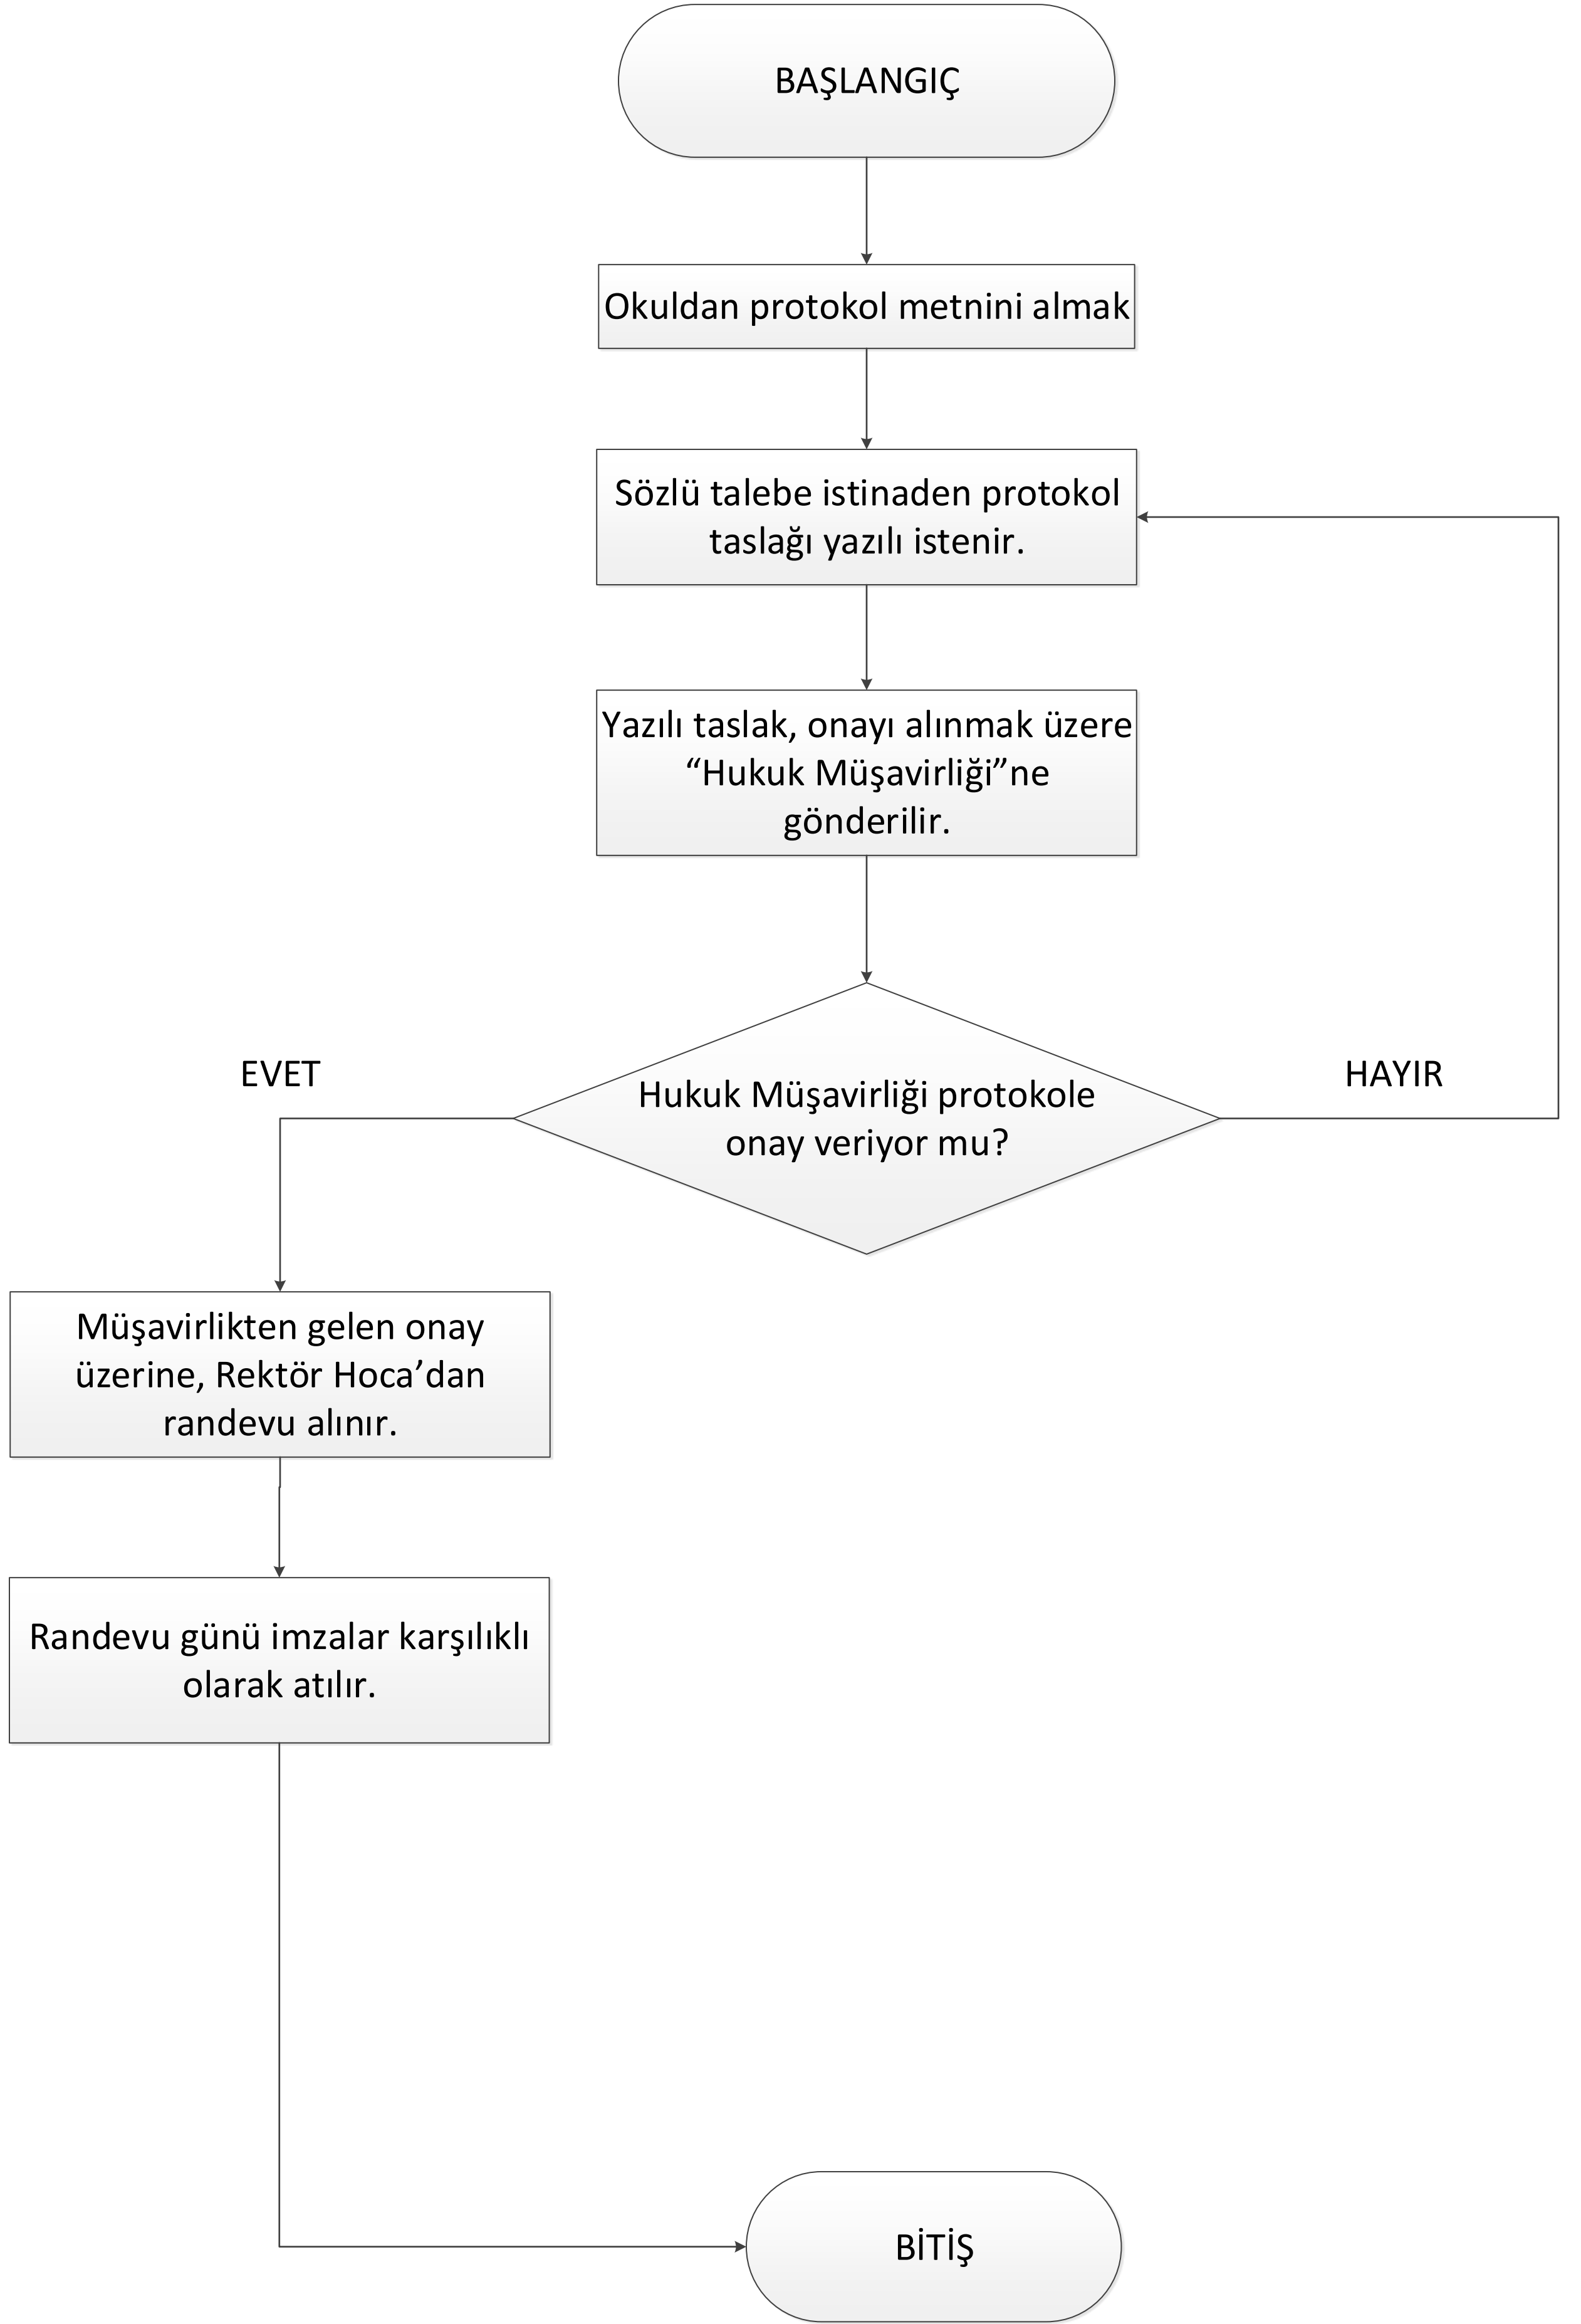 BAŞLANGIÇ
Okuldan protokol metnini almak
Sözlü talebe istinaden protokol
taslağı yazılı istenir.
Yazılı taslak, onayı alınmak üzere
“Hukuk Müşavirliği”ne
gönderilir.
EVET
HAYIR
Hukuk Müşavirliği protokole
onay veriyor mu?
Müşavirlikten gelen onay
üzerine, Rektör Hoca’dan
randevu alınır.
Randevu günü imzalar karşılıklı
olarak atılır.
BİTİŞ